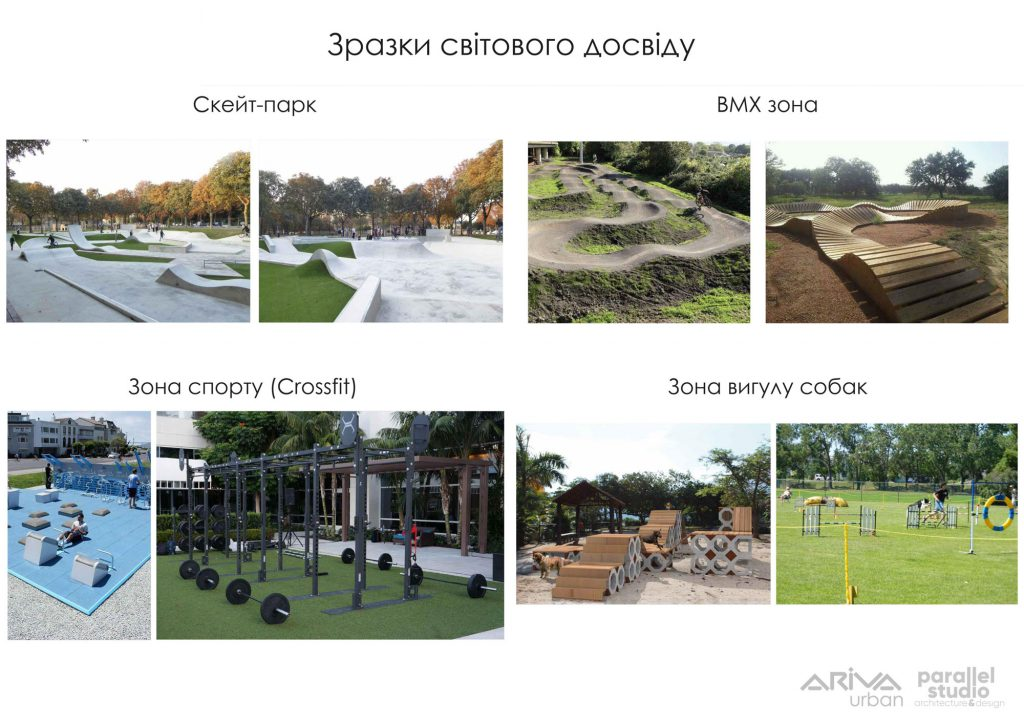 Зразки світового досвіду
Скейт-парк
BMX зона
Зона спорту (Crossfit)
Зона вигулу собак
ARIVA
urban
parallel
studio
architecture&design